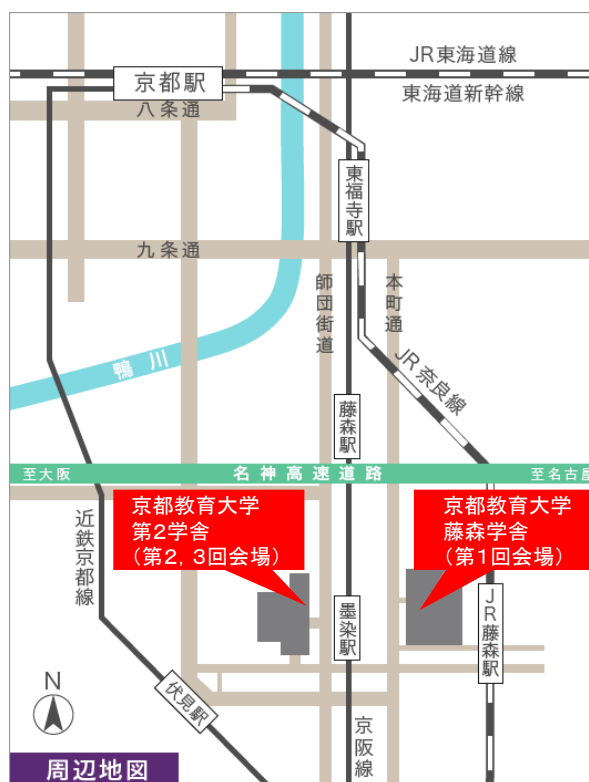 JR東海道線
京都駅
東海道新幹線
八条通
東福寺駅
九条通
師団街道
本町通
鴨川
JR奈良線
藤森駅
至大阪
名神高速道路
至名古屋
京都教育大学
第2学舎
（第2，3回会場）
京都教育大学
藤森学舎
（第1回会場）
近鉄京都線
墨染駅
JR藤森駅
N
伏見駅
京阪線
周辺地図